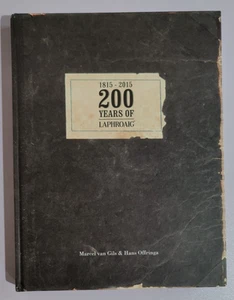 1815 - 2015
200
YEARS OF
LAPHROAIG
Marcel van Gils & Hans Offringa